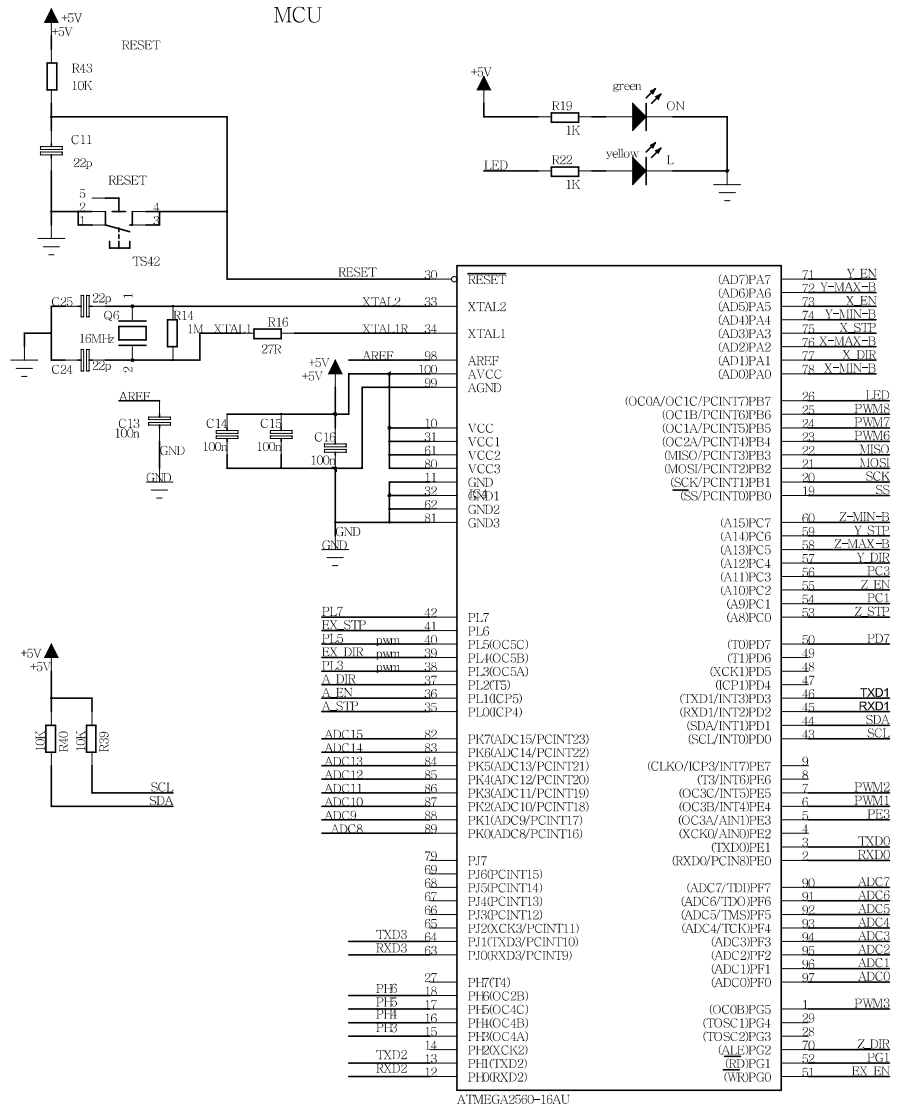 MCU
+5V
+5V
RESET
R43
10K
C11
22p
RESET
5
2
1
4
3
TS42
+5V
green
R19
1K
ON
yellow
LED
R22
1K
L
RESET
C25
22p
1
Q6
16MHz
2
C24
22p
R14
1M
XTAL2
XTAL1
R16
27R
XTAL1R
AREF
+5V
+5V
AREF
C13
100n
GND
GND
C14
100n
C15
100n
C16
100n
GND
GND
30 RESET
33 XTAL2
34 XTAL1
98 AREF
100 AVCC
99 AGND
10 VCC
31 VCC1
61 VCC2
80 VCC3
11 GND
32 GND1
IC4
62 GND2
81 GND3
PL7 42 PL7
EX_STP 41 PL6
PL5 pwm 40 PL5(OC5C)
EX_DIR pwm 39 PL4(OC5B)
PL3 pwm 38 PL3(OC5A)
A_DIR 37 PL2(T5)
A_EN 36 PL1(ICP5)
A_STP 35 PL0(ICP4)
ADC15 82 PK7(ADC15/PCINT23)
ADC14 83 PK6(ADC14/PCINT22)
ADC13 84 PK5(ADC13/PCINT21)
ADC12 85 PK4(ADC12/PCINT20)
ADC11 86 PK3(ADC11/PCINT19)
ADC10 87 PK2(ADC10/PCINT18)
ADC9 88 PK1(ADC9/PCINT17)
ADC8 89 PK0(ADC8/PCINT16)
79 PJ7
69 PJ6(PCINT15)
68 PJ5(PCINT14)
67 PJ4(PCINT13)
66 PJ3(PCINT12)
65 PJ2(XCK3/PCINT11)
TXD3 64 PJ1(TXD3/PCINT10)
RXD3 63 PJ0(RXD3/PCINT9)
27 PH7(T4)
PH6 18 PH6(OC2B)
PH5 17 PH5(OC4C)
PH4 16 PH4(OC4B)
PH3 15 PH3(OC4A)
14 PH2(XCK2)
TXD2 13 PH1(TXD2)
RXD2 12 PH0(RXD2)
(AD7)PA7 71 Y_EN
(AD6)PA6 72 Y-MAX-B
(AD5)PA5 73 X_EN
(AD4)PA4 74 Y-MIN-B
(AD3)PA3 75 X_STP
(AD2)PA2 76 X-MAX-B
(AD1)PA1 77 X_DIR
(AD0)PA0 78 X-MIN-B
(OC0A/OC1C/PCINT7)PB7 26 LED
(OC1B/PCINT6)PB6 25 PWM8
(OC1A/PCINT5)PB5 24 PWM7
(OC2A/PCINT4)PB4 23 PWM6
(MISO/PCINT3)PB3 22 MISO
(MOSI/PCINT2)PB2 21 MOSI
(SCK/PCINT1)PB1 20 SCK
(SS/PCINT0)PB0 19 SS
(A15)PC7 60 Z-MIN-B
(A14)PC6 59 Y_STP
(A13)PC5 58 Z-MAX-B
(A12)PC4 57 Y_DIR
(A11)PC3 56 PC3
(A10)PC2 55 Z_EN
(A9)PC1 54 PC1
(A8)PC0 53 Z_STP
(T0)PD7 50 PD7
(T1)PD6 49
(XCK1)PD5 48
(ICP1)PD4 47
(TXD1/INT3)PD3 46 TXD1
(RXD1/INT2)PD2 45 RXD1
(SDA/INT1)PD1 44 SDA
(SCL/INT0)PD0 43 SCL
(CLKO/ICP3/INT7)PE7 9
(T3/INT6)PE6 8
(OC3C/INT5)PE5 7 PWM2
(OC3B/INT4)PE4 6 PWM1
(OC3A/AIN1)PE3 5 PE3
(XCK0/AIN0)PE2 4
(TXD0)PE1 3 TXD0
(RXD0/PCIN8)PE0 2 RXD0
(ADC7/TDI)PF7 90 ADC7
(ADC6/TDO)PF6 91 ADC6
(ADC5/TMS)PF5 92 ADC5
(ADC4/TCK)PF4 93 ADC4
(ADC3)PF3 94 ADC3
(ADC2)PF2 95 ADC2
(ADC1)PF1 96 ADC1
(ADC0)PF0 97 ADC0
(OC0B)PG5 1 PWM3
(TOSC1)PG4 29
(TOSC2)PG3 28
(ALE)PG2 70 Z_DIR
(RD)PG1 52 PG1
(WR)PG0 51 EX_EN
+5V
+5V
10K
R40
10K
R39
SCL
SDA
ATMEGA2560-16AU